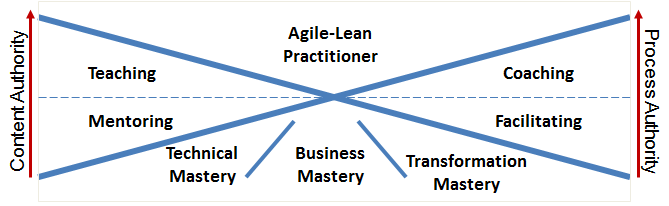 Agile-Lean
Practitioner
Content Authority
Process Authority
Teaching
Coaching
Mentoring
Facilitating
Technical
Mastery
Business
Mastery
Transformation
Mastery